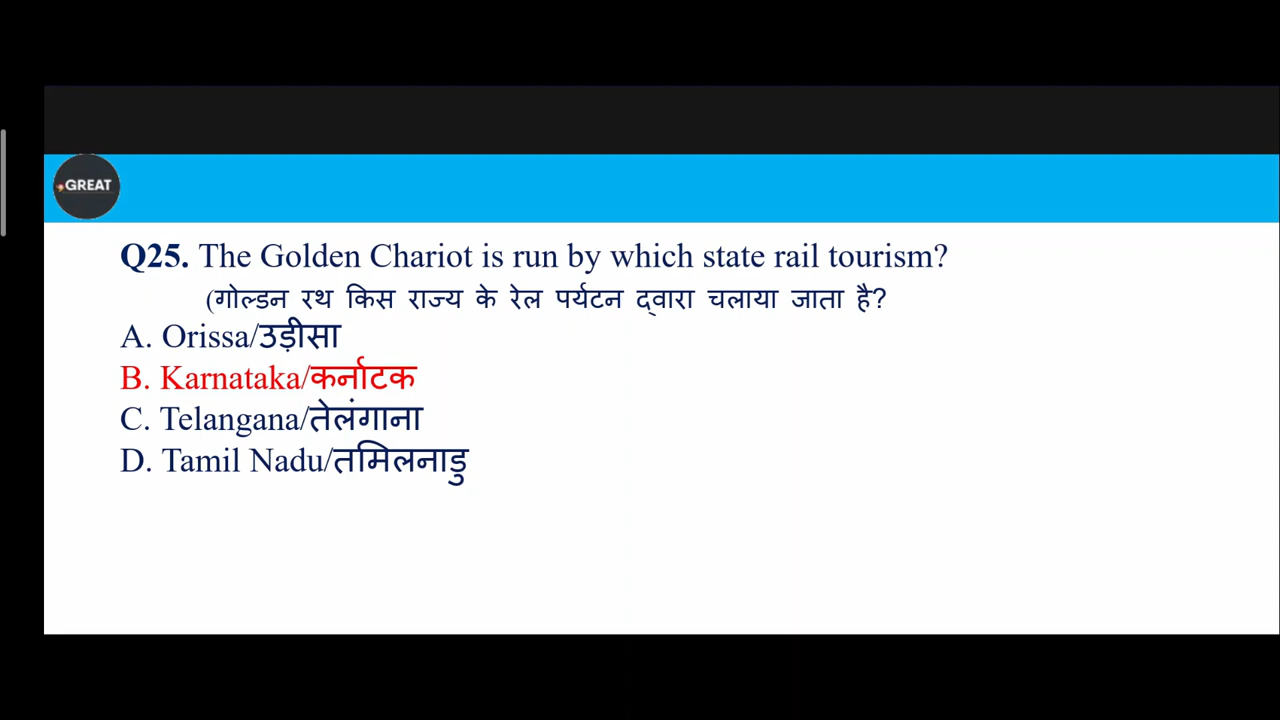 GREAT
Q25. The Golden Chariot is run by which state rail tourism?
(गोल्डन रथ किस राज्य के रेल पर्यटन द्वारा चलाया जाता है?
A. Orissa/उड़ीसा
B. Karnataka/कर्नाटक
C. Telangana/तेलंगाना
D. Tamil Nadu/तमिलनाडु